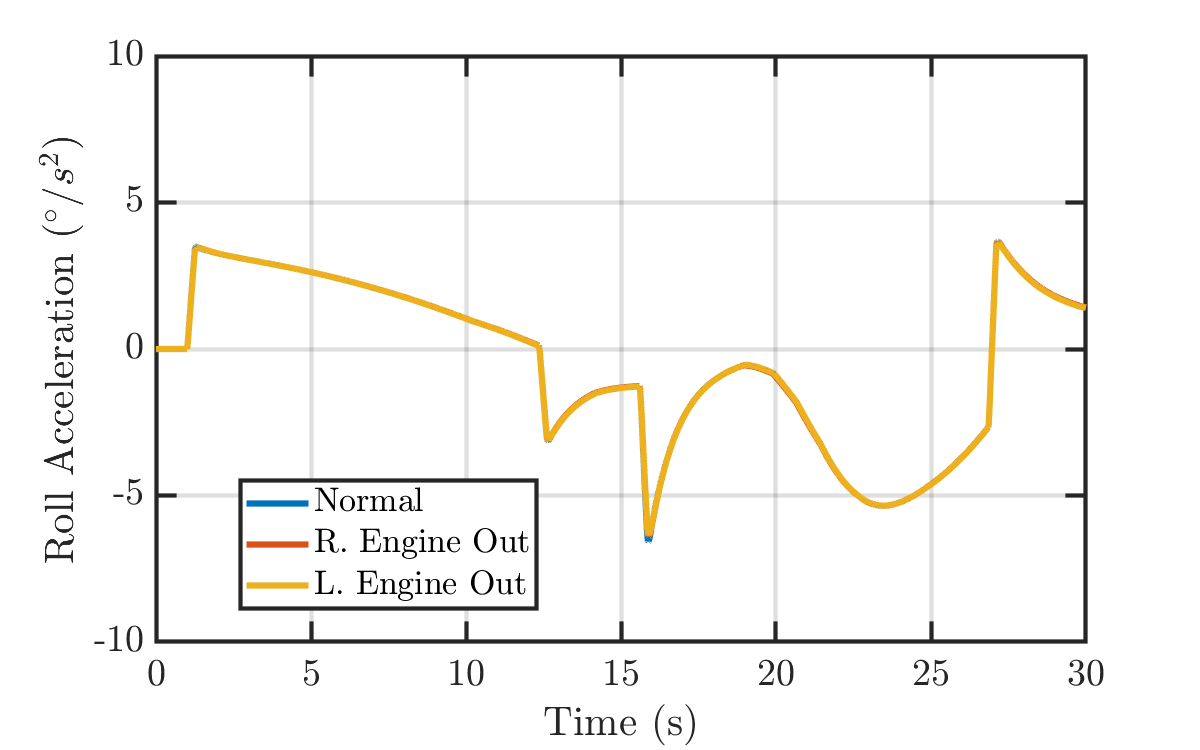 10
5
0
-5
-10
Roll Acceleration (°/s²)
Normal
R. Engine Out
L. Engine Out
0 5 10 15 20 25 30
Time (s)